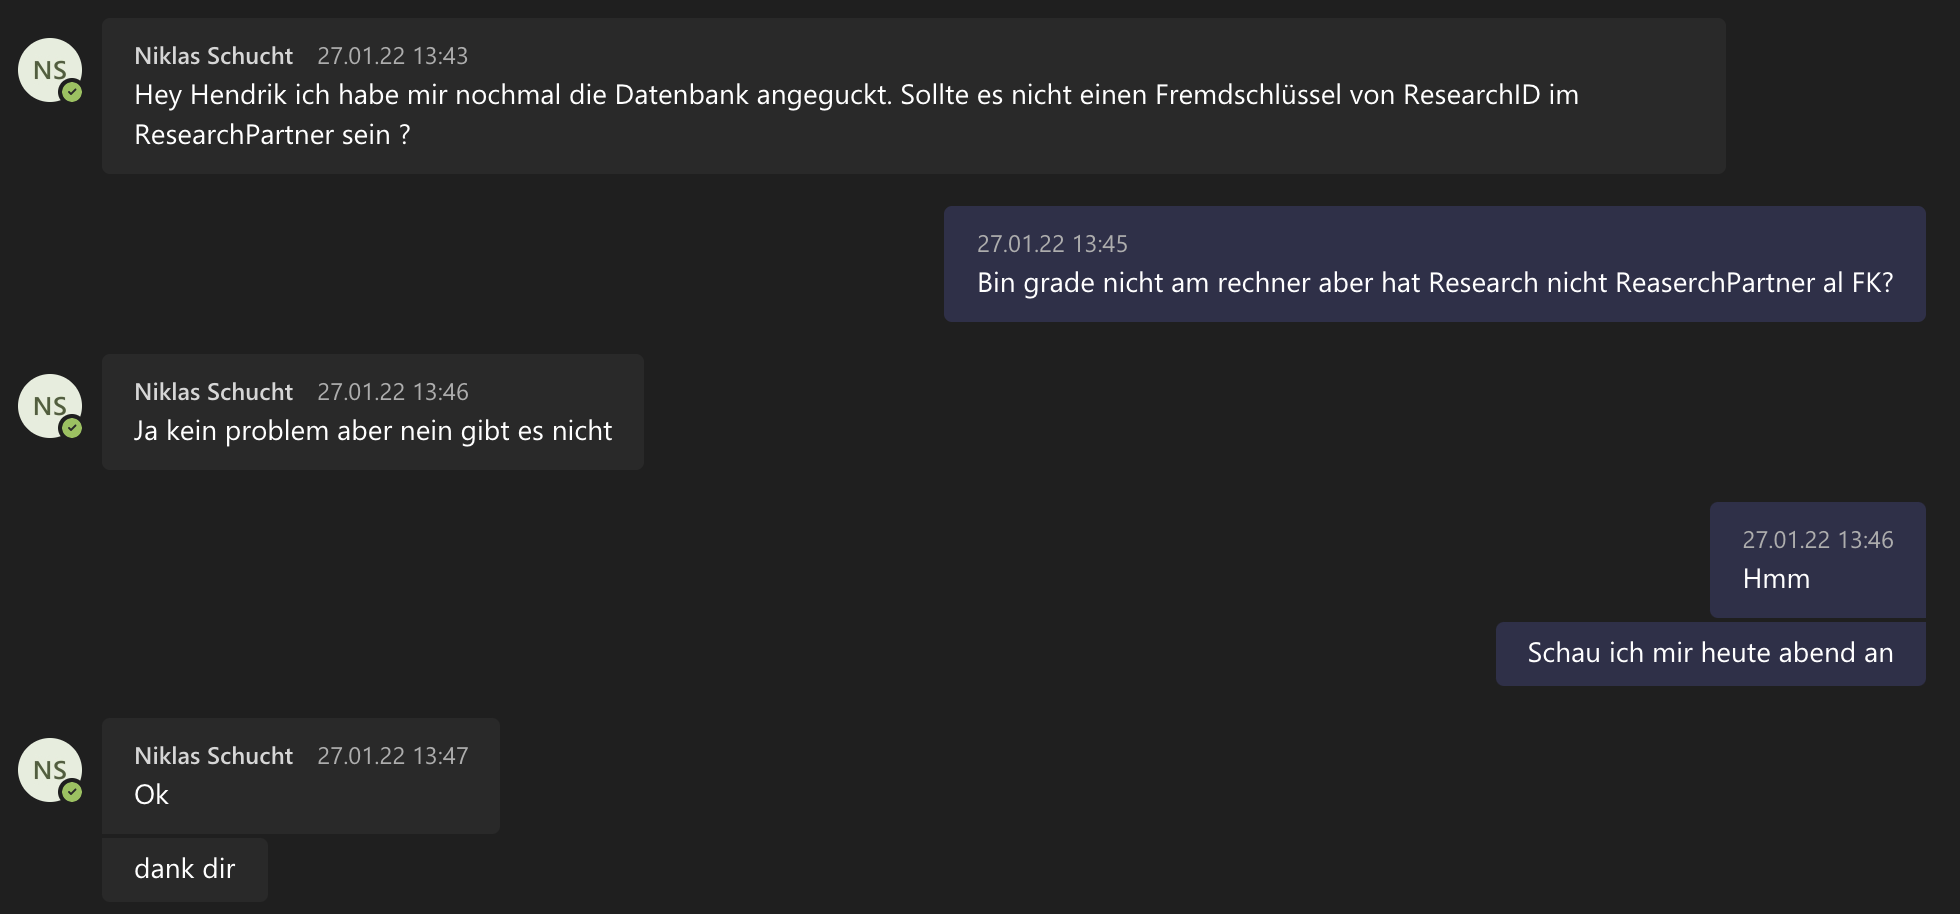 NS
Niklas Schucht 27.01.22 13:43
Hey Hendrik ich habe mir nochmal die Datenbank angeguckt. Sollte es nicht einen Fremdschlüssel von ResearchID im
ResearchPartner sein ?
27.01.22 13:45
Bin grade nicht am rechner aber hat Research nicht ReaserchPartner al FK?
NS
Niklas Schucht 27.01.22 13:46
Ja kein problem aber nein gibt es nicht
27.01.22 13:46
Hmm
Schau ich mir heute abend an
NS
Niklas Schucht 27.01.22 13:47
Ok
dank dir